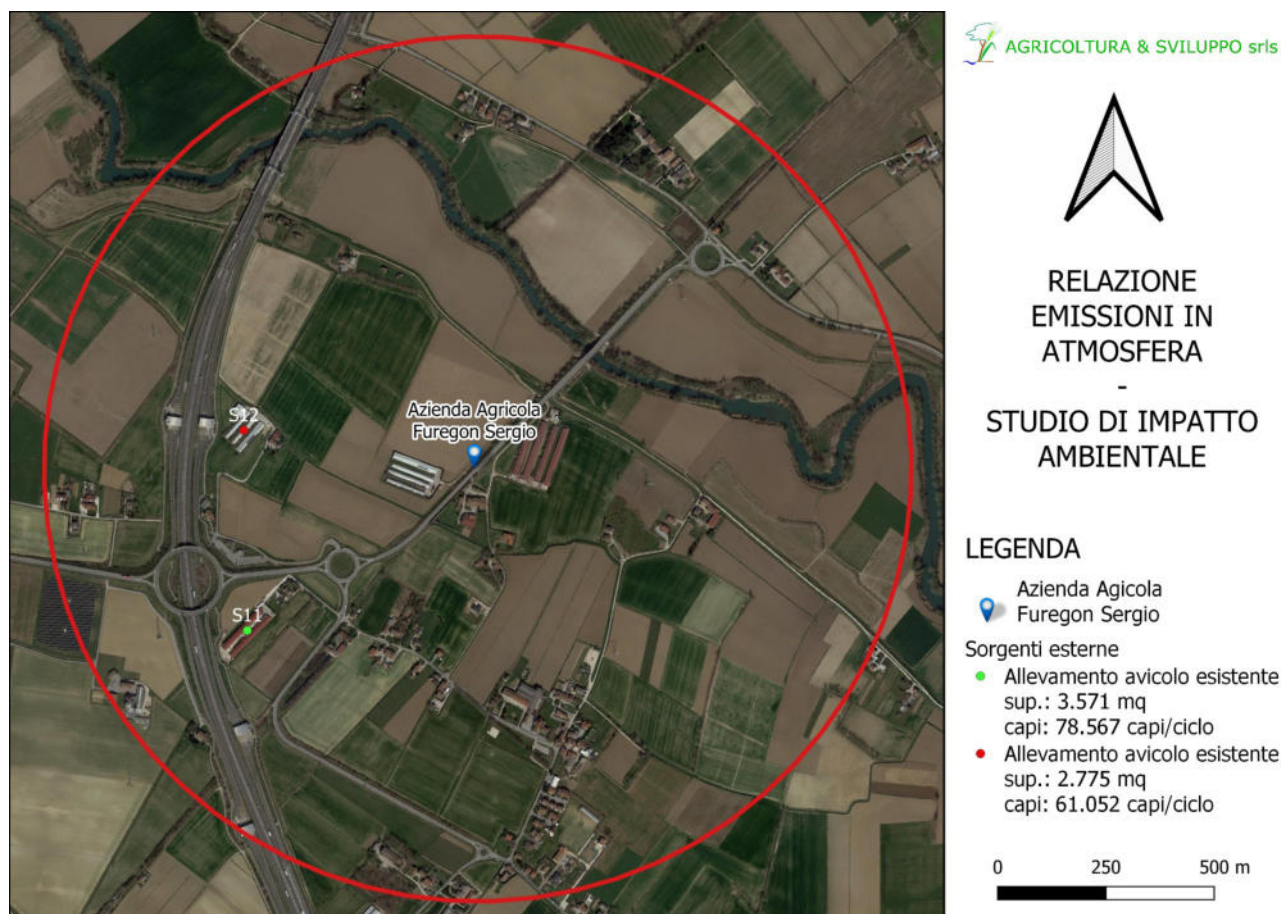 S12
Azienda Agricola
Furegon Sergio
S11
AGRICOLTURA & SVILUPPO srls
RELAZIONE
EMISSIONI IN
ATMOSFERA
-
STUDIO DI IMPATTO
AMBIENTALE
LEGENDA
Azienda Agicola
Furegon Sergio
Sorgenti esterne
Allevamento avicolo esistente
sup.: 3.571 mq
capi: 78.567 capi/ciclo
Allevamento avicolo esistente
sup.: 2.775 mq
capi: 61.052 capi/ciclo
0 250 500 m